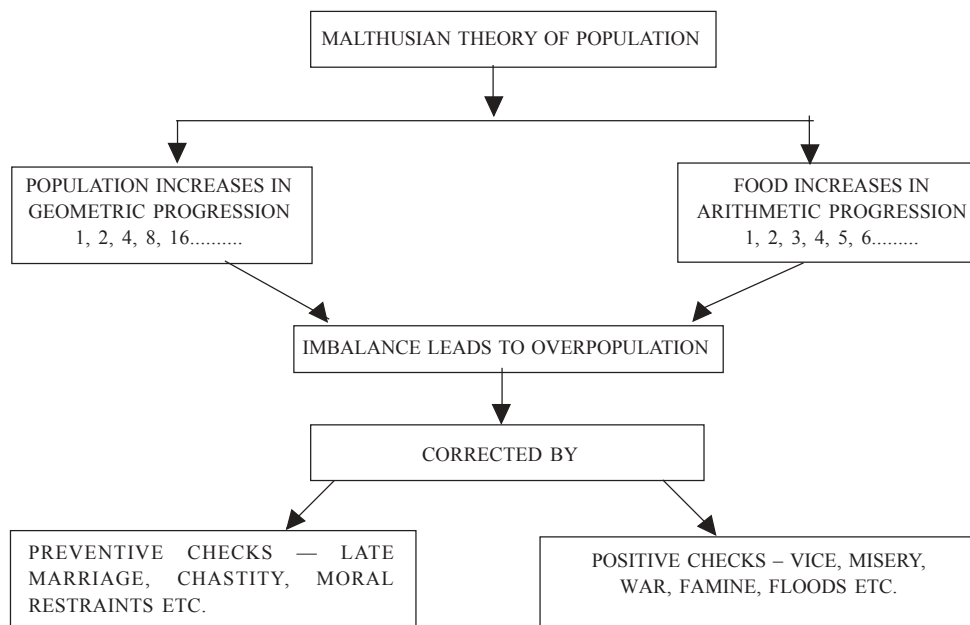 MALTHUSIAN THEORY OF POPULATION
POPULATION INCREASES IN
GEOMETRIC PROGRESSION
1, 2, 4, 8, 16..........
FOOD INCREASES IN
ARITHMETIC PROGRESSION
1, 2, 3, 4, 5, 6.........
IMBALANCE LEADS TO OVERPOPULATION
CORRECTED BY
PREVENTIVE CHECKS — LATE
MARRIAGE, CHASTITY, MORAL
RESTRAINTS ETC.
POSITIVE CHECKS – VICE, MISERY,
WAR, FAMINE, FLOODS ETC.